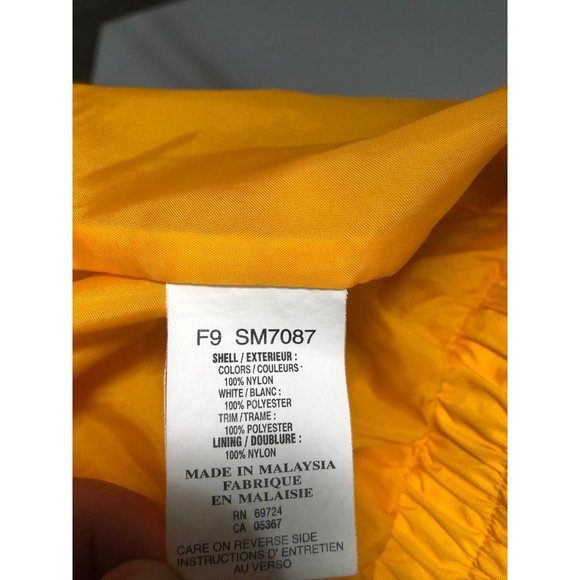 F9 SM7087
SHELL / EXTERIEUR :
COLORS / COULEURS :
100% NYLON
WHITE / BLANC :
100% POLYESTER
TRIM / TRAME :
100% POLYESTER
LINING / DOUBLURE :
100% NYLON
MADE IN MALAYSIA
FABRIQUE
EN MALAISIE
RN 69724
CA 05367
CARE ON REVERSE SIDE
INSTRUCTIONS D' ENTRETIEN
AU VERSO